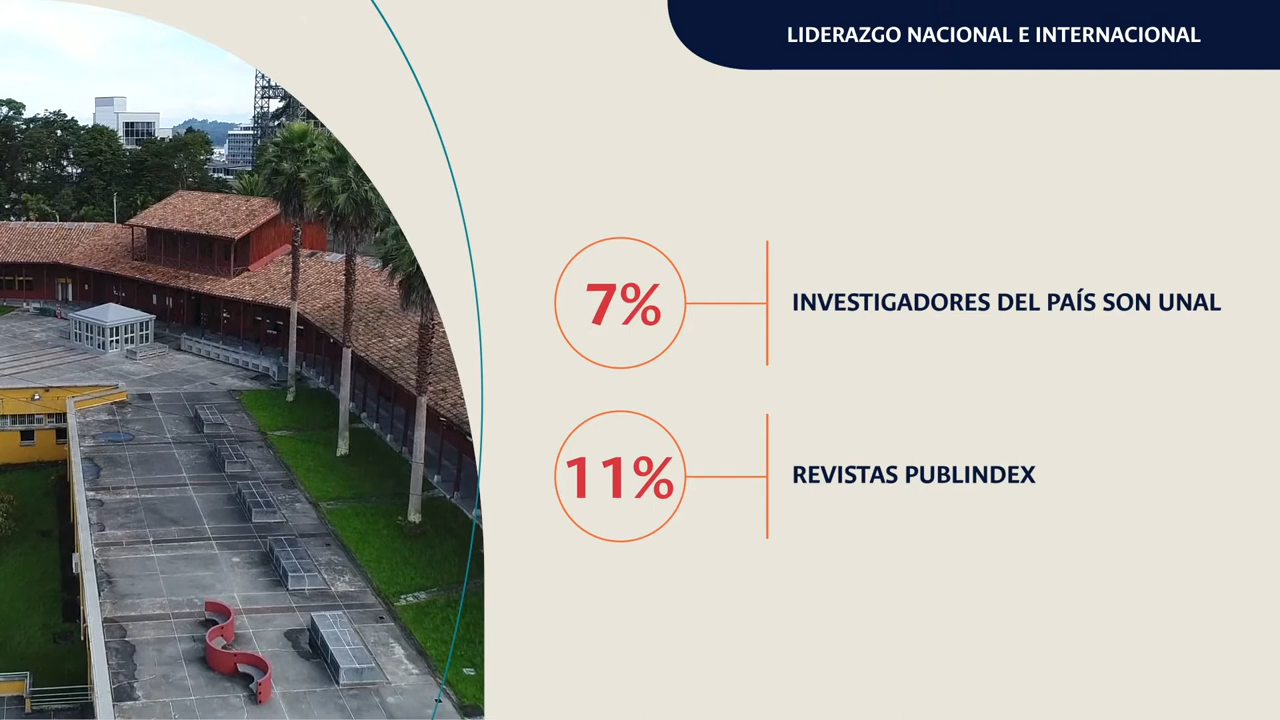 LIDERAZGO NACIONAL E INTERNACIONAL
7%
INVESTIGADORES DEL PAÍS SON UNAL
11%
REVISTAS PUBLINDEX